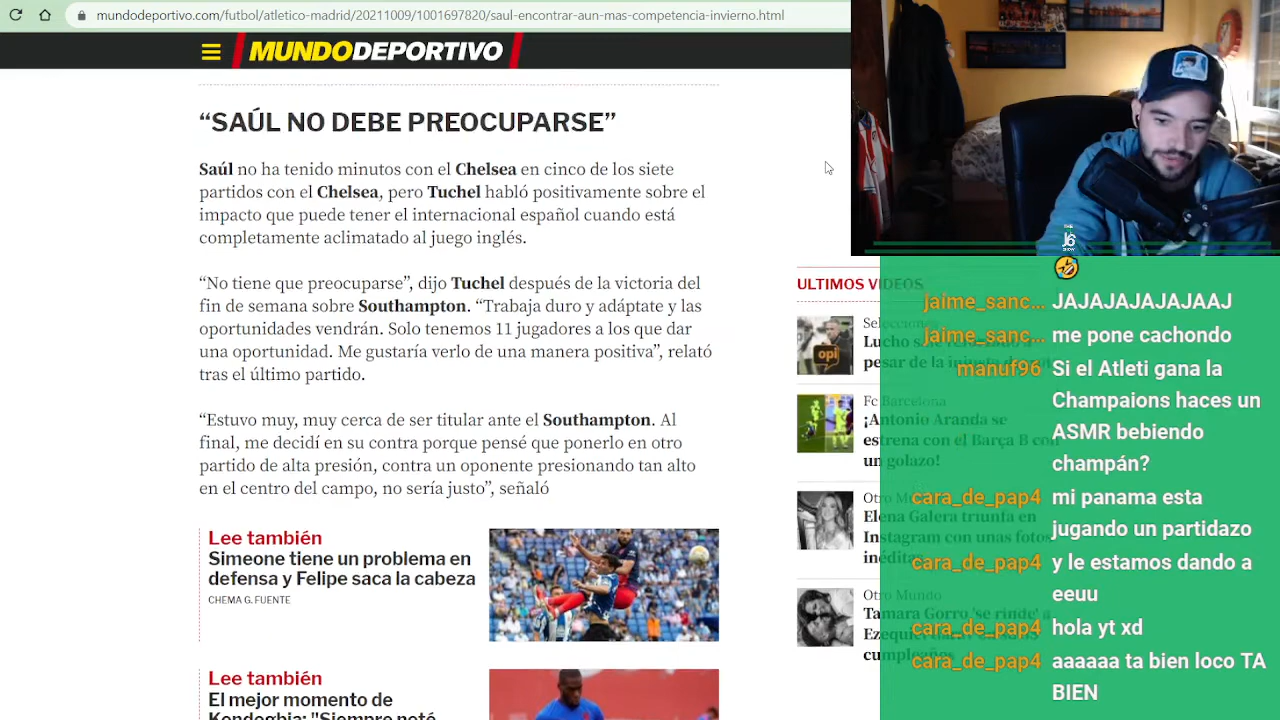 mundodeportivo.com/futbol/atletico-madrid/20211009/1001697820/saul-encontrar-aun-mas-competencia-invierno.html
MUNDODEPORTIVO
“SAÚL NO DEBE PREOCUPARSE”
Saúl no ha tenido minutos con el Chelsea en cinco de los siete
partidos con el Chelsea, pero Tuchel habló positivamente sobre el
impacto que puede tener el internacional español cuando está
completamente aclimatado al juego inglés.
“No tiene que preocuparse”, dijo Tuchel después de la victoria del
fin de semana sobre Southampton. “Trabaja duro y adáptate y las
oportunidades vendrán. Solo tenemos 11 jugadores a los que dar
una oportunidad. Me gustaría verlo de una manera positiva”, relató
tras el último partido.
“Estuvo muy, muy cerca de ser titular ante el Southampton. Al
final, me decidí en su contra porque pensé que ponerlo en otro
partido de alta presión, contra un oponente presionando tan alto
en el centro del campo, no sería justo”, señaló
Lee también
Simeone tiene un problema en
defensa y Felipe saca la cabeza
CHEMA G. FUENTE
Lee también
El mejor momento de
Kondogbia: "Siempre noté
ULTIMOS VIDEOS
Selecciones
Lucho
pesar de la
opi
Fc Barcelona
¡Antonio Aranda se
estrena con el Barça B con
un golazo!
Otro Mundo
Elena Galera triunfa en
Instagram con unas fotos
inéditas
Otro Mundo
Tamara Gorro 'se rinde' a
Ezequiel
cumpleaños
THE
J6
SHOW
jaime_sanc... JAJAJAJAJAJAAJ
jaime_sanc... me pone cachondo
manuf96 Si el Atleti gana la
Champaions haces un
ASMR bebiendo
champán?
cara_de_pap4 mi panama esta
jugando un partidazo
cara_de_pap4 y le estamos dando a
eeuu
cara_de_pap4 hola yt xd
cara_de_pap4 aaaaaa ta bien loco TA
BIEN